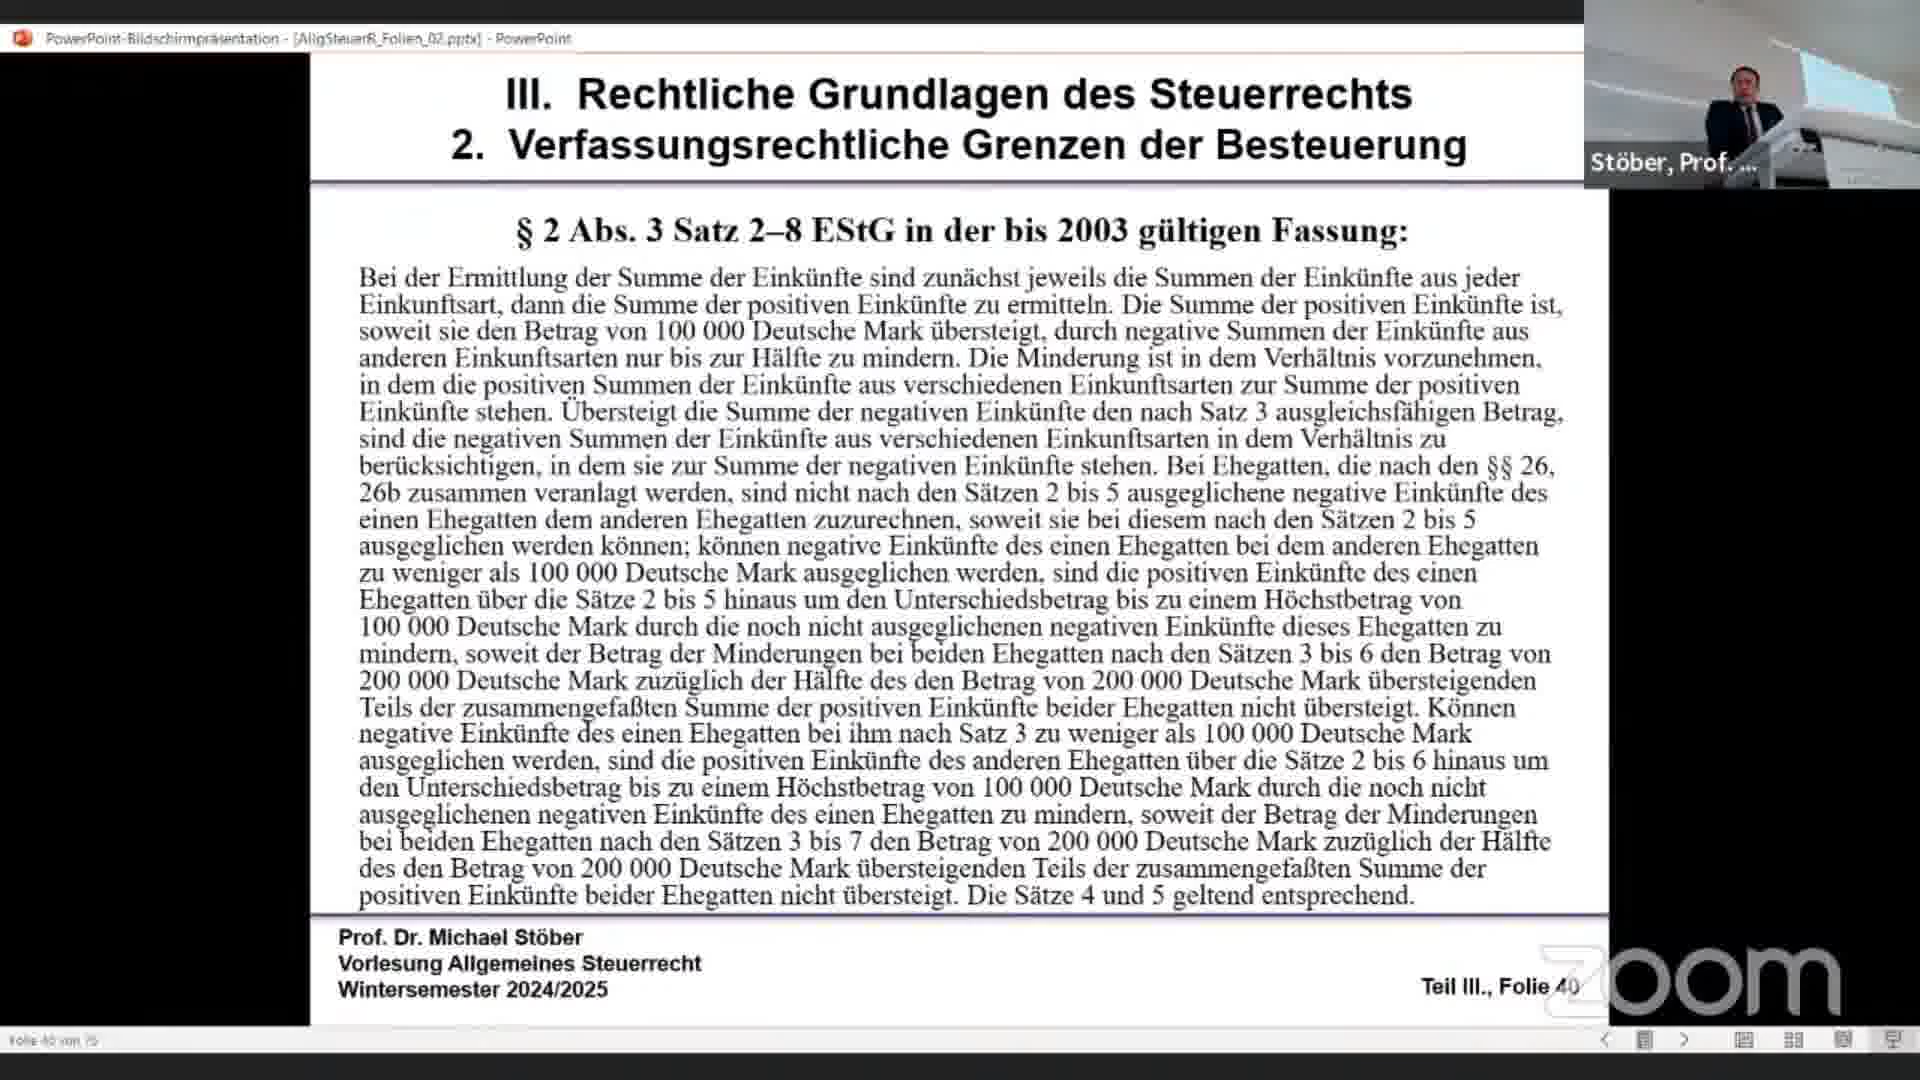 PowerPoint-Bildschirmpräsentation - [AllgSteuerR_Folien_02.pptx] - PowerPoint
Stöber, Prof. ...
III. Rechtliche Grundlagen des Steuerrechts
2. Verfassungsrechtliche Grenzen der Besteuerung
§ 2 Abs. 3 Satz 2–8 EStG in der bis 2003 gültigen Fassung:
Bei der Ermittlung der Summe der Einkünfte sind zunächst jeweils die Summen der Einkünfte aus jeder
Einkunftsart, dann die Summe der positiven Einkünfte zu ermitteln. Die Summe der positiven Einkünfte ist,
soweit sie den Betrag von 100 000 Deutsche Mark übersteigt, durch negative Summen der Einkünfte aus
anderen Einkunftsarten nur bis zur Hälfte zu mindern. Die Minderung ist in dem Verhältnis vorzunehmen,
in dem die positiven Summen der Einkünfte aus verschiedenen Einkunftsarten zur Summe der positiven
Einkünfte stehen. Übersteigt die Summe der negativen Einkünfte den nach Satz 3 ausgleichsfähigen Betrag,
sind die negativen Summen der Einkünfte aus verschiedenen Einkunftsarten in dem Verhältnis zu
berücksichtigen, in dem sie zur Summe der negativen Einkünfte stehen. Bei Ehegatten, die nach den §§ 26,
26b zusammen veranlagt werden, sind nicht nach den Sätzen 2 bis 5 ausgeglichene negative Einkünfte des
einen Ehegatten dem anderen Ehegatten zuzurechnen, soweit sie bei diesem nach den Sätzen 2 bis 5
ausgeglichen werden können; können negative Einkünfte des einen Ehegatten bei dem anderen Ehegatten
zu weniger als 100 000 Deutsche Mark ausgeglichen werden, sind die positiven Einkünfte des einen
Ehegatten über die Sätze 2 bis 5 hinaus um den Unterschiedsbetrag bis zu einem Höchstbetrag von
100 000 Deutsche Mark durch die noch nicht ausgeglichenen negativen Einkünfte dieses Ehegatten zu
mindern, soweit der Betrag der Minderungen bei beiden Ehegatten nach den Sätzen 3 bis 6 den Betrag von
200 000 Deutsche Mark zuzüglich der Hälfte des den Betrag von 200 000 Deutsche Mark übersteigenden
Teils der zusammengefaßten Summe der positiven Einkünfte beider Ehegatten nicht übersteigt. Können
negative Einkünfte des einen Ehegatten bei ihm nach Satz 3 zu weniger als 100 000 Deutsche Mark
ausgeglichen werden, sind die positiven Einkünfte des anderen Ehegatten über die Sätze 2 bis 6 hinaus um
den Unterschiedsbetrag bis zu einem Höchstbetrag von 100 000 Deutsche Mark durch die noch nicht
ausgeglichenen negativen Einkünfte des einen Ehegatten zu mindern, soweit der Betrag der Minderungen
bei beiden Ehegatten nach den Sätzen 3 bis 7 den Betrag von 200 000 Deutsche Mark zuzüglich der Hälfte
des den Betrag von 200 000 Deutsche Mark übersteigenden Teils der zusammengefaßten Summe der
positiven Einkünfte beider Ehegatten nicht übersteigt. Die Sätze 4 und 5 geltend entsprechend.
Prof. Dr. Michael Stöber
Vorlesung Allgemeines Steuerrecht
Wintersemester 2024/2025
Teil III., Folie 40
zoom
Folie 40 von 75